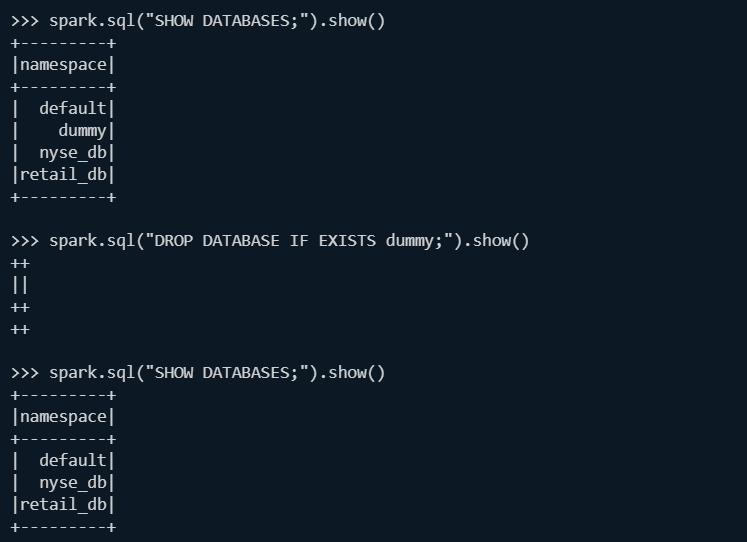 >>> spark.sql("SHOW DATABASES;").show()
+---------+
|namespace|
+---------+
|  default|
|    dummy|
|  nyse_db|
|retail_db|
+---------+

>>> spark.sql("DROP DATABASE IF EXISTS dummy;").show()
++
||
++
++

>>> spark.sql("SHOW DATABASES;").show()
+---------+
|namespace|
+---------+
|  default|
|  nyse_db|
|retail_db|
+---------+